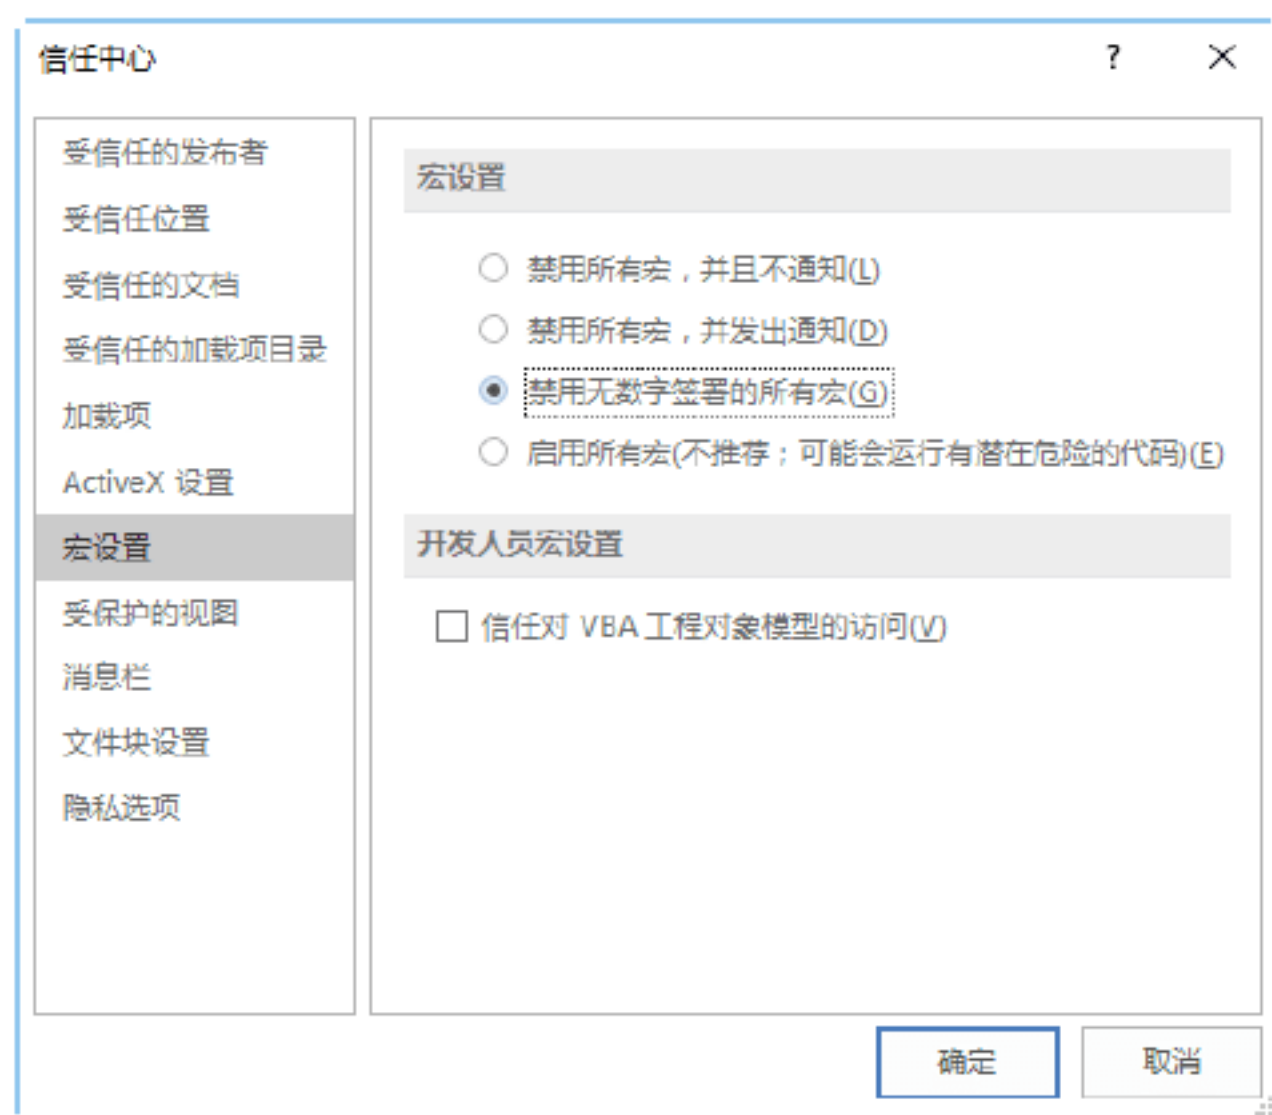 信任中心
?
受信任的发布者
受信任位置
受信任的文档
受信任的加载项目录
加载项
ActiveX 设置
宏设置
受保护的视图
消息栏
文件块设置
隐私选项
宏设置
禁用所有宏，并且不通知(L)
禁用所有宏，并发出通知(D)
禁用无数字签署的所有宏(G)
启用所有宏(不推荐；可能会运行有潜在危险的代码)(E)
开发人员宏设置
信任对 VBA 工程对象模型的访问(V)
确定
取消